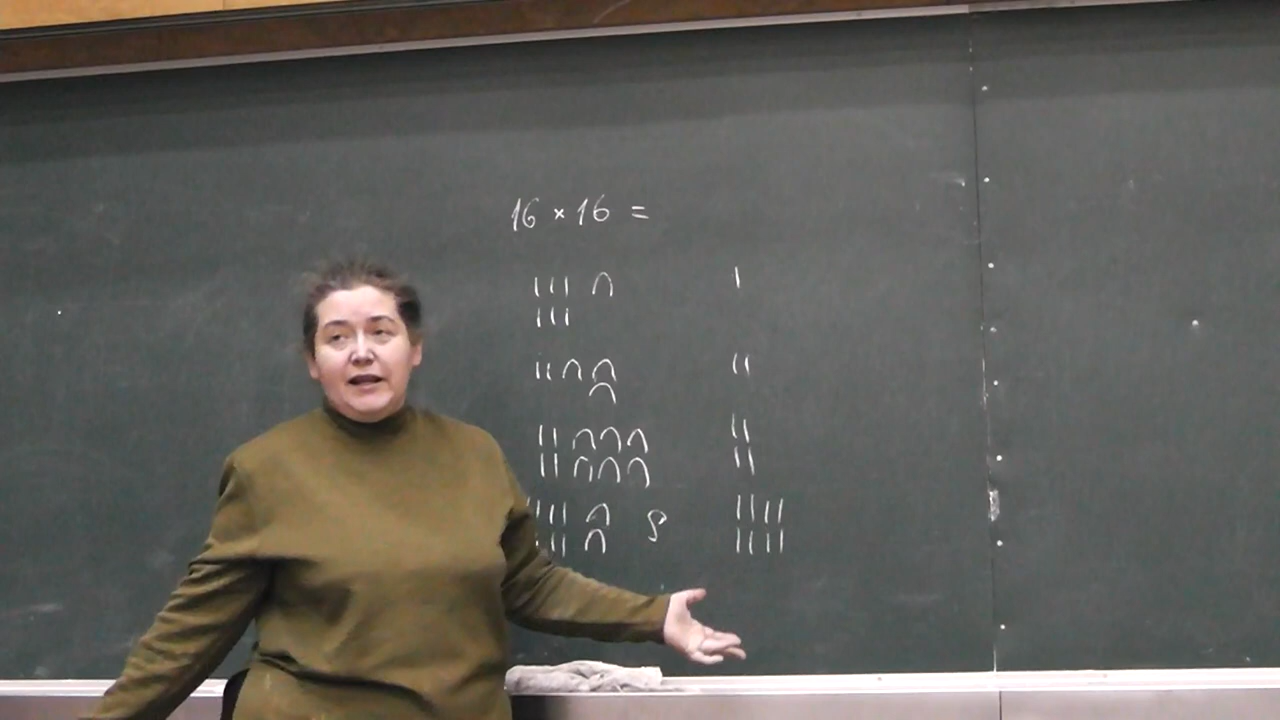 16 × 16 =
||| ∩ |
|||
|| ∩ ∩ ||
∩
|| ∩∩∩ ||
|| ∩∩∩ ||
∩ ||||
∩ ||||